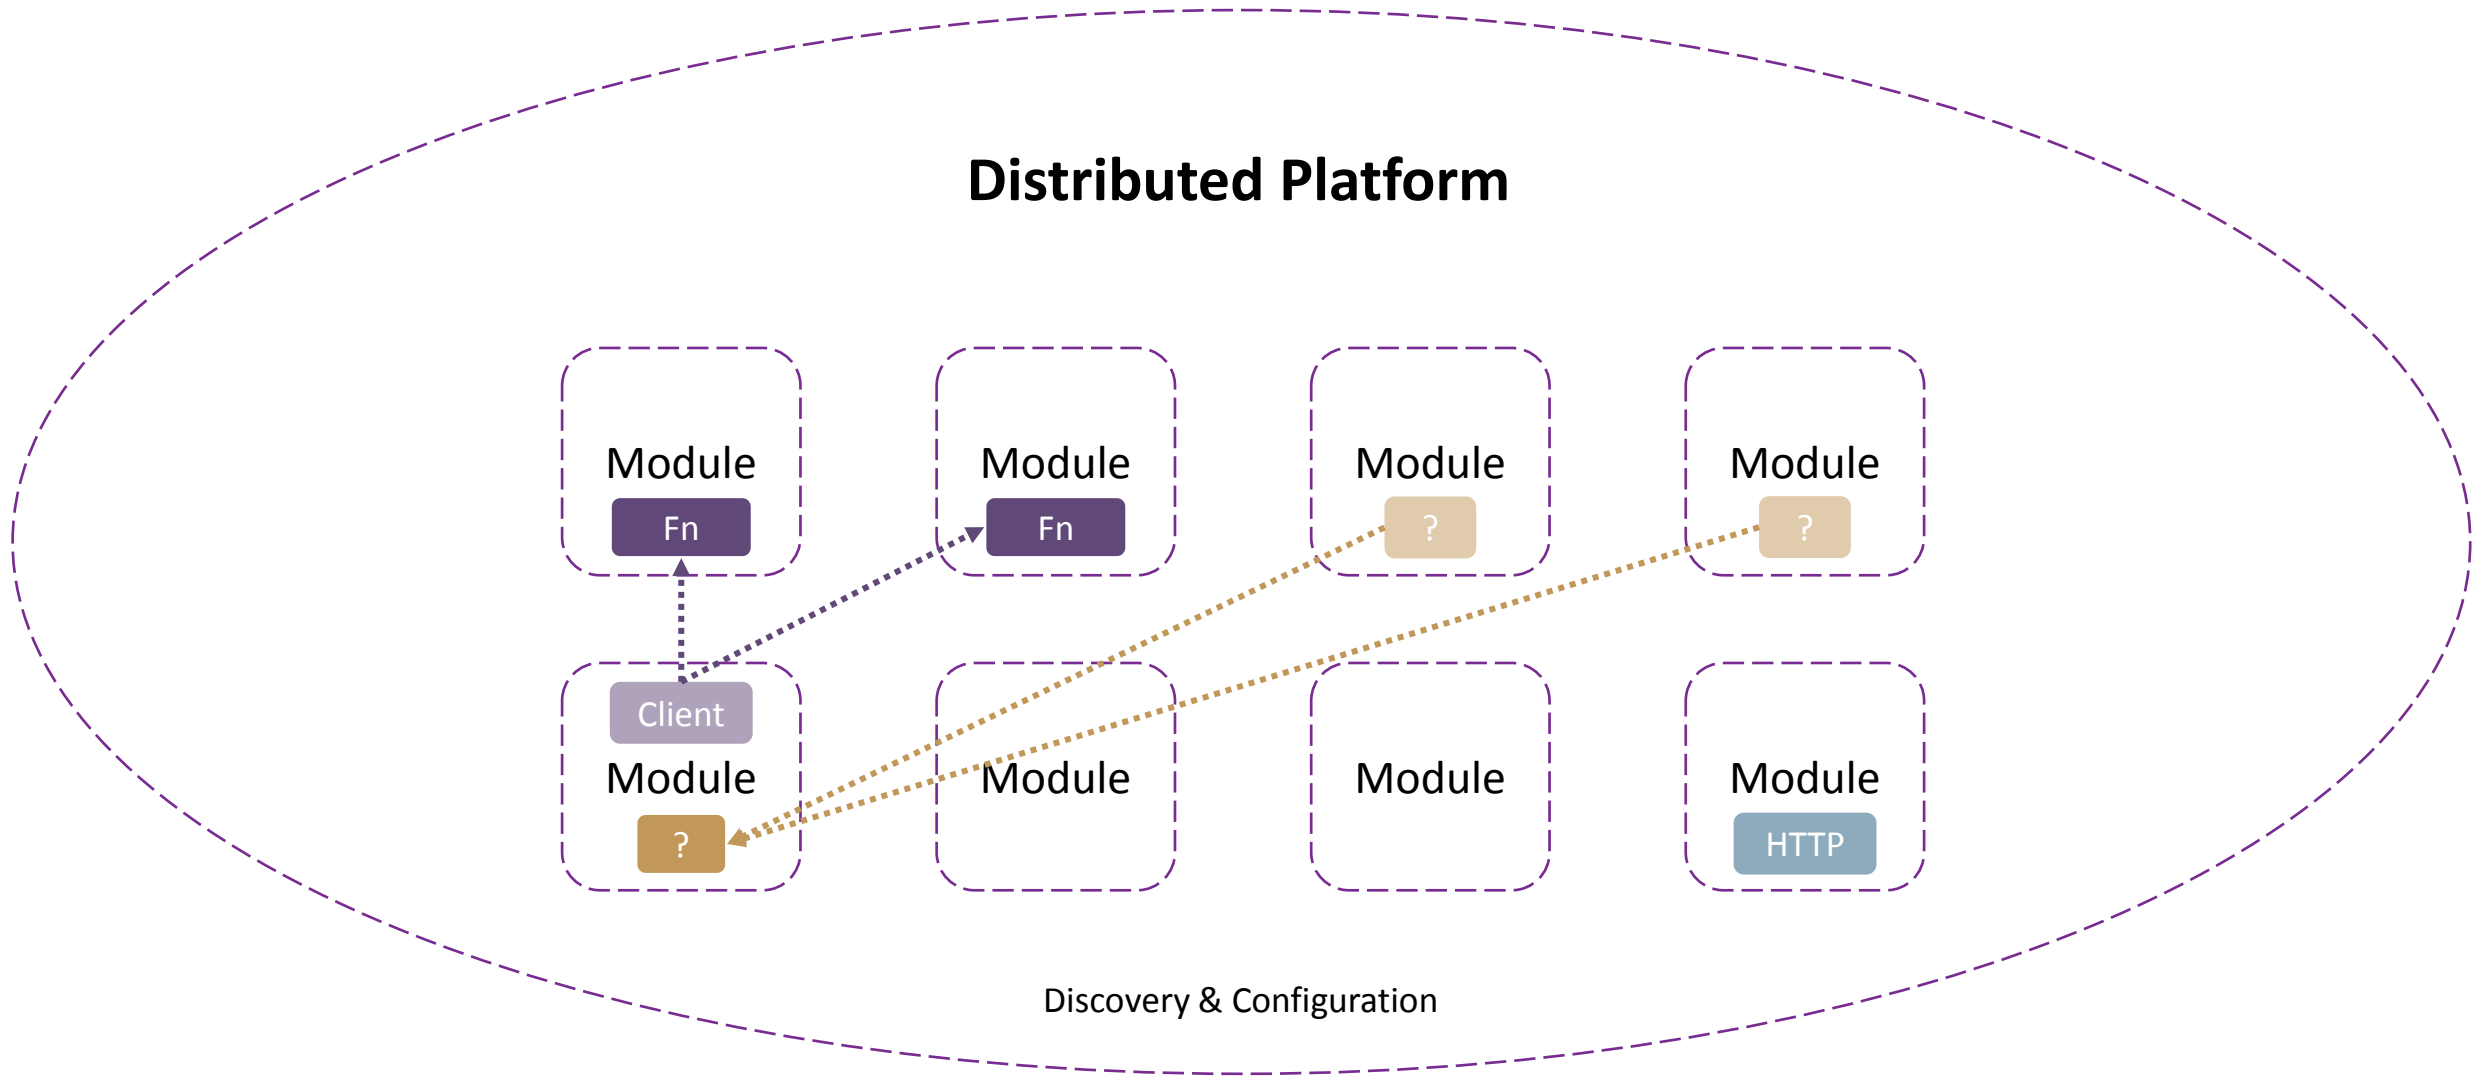 Distributed Platform
Module
Fn
Module
Fn
Module
?
Module
?
Client
Module
?
Module
Module
Module
HTTP
Discovery & Configuration